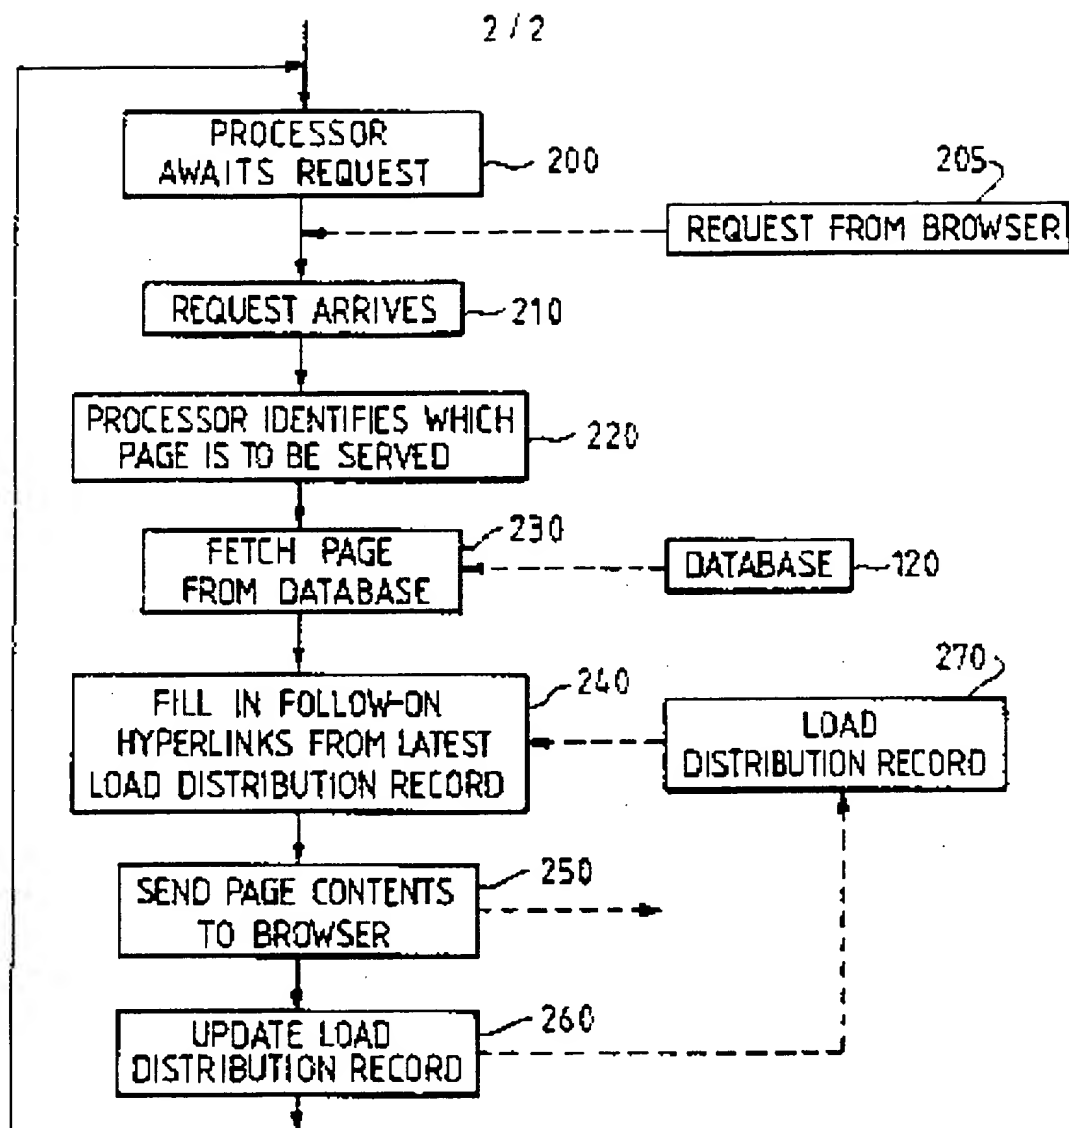 2 / 2
PROCESSOR
AWAITS REQUEST
200
205
REQUEST FROM BROWSER
REQUEST ARRIVES
210
PROCESSOR IDENTIFIES WHICH
PAGE IS TO BE SERVED
220
230
FETCH PAGE
FROM DATABASE
DATABASE
120
240
FILL IN FOLLOW-ON
HYPERLINKS FROM LATEST
LOAD DISTRIBUTION RECORD
270
LOAD
DISTRIBUTION RECORD
250
SEND PAGE CONTENTS
TO BROWSER
260
UPDATE LOAD
DISTRIBUTION RECORD